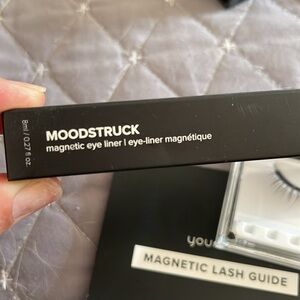 8ml / 0.27 fl oz.
MOODSTRUCK
magnetic eye liner | eye-liner magnétique
you
MAGNETIC LASH GUIDE